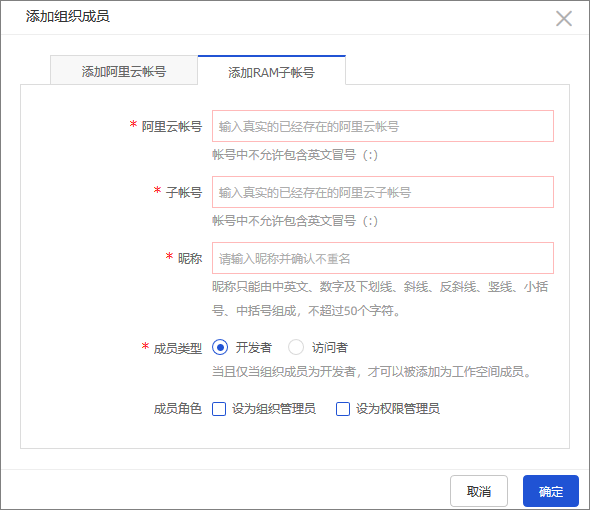 添加组织成员
添加阿里云帐号
添加RAM子帐号
* 阿里云帐号
输入真实的已经存在的阿里云帐号
帐号中不允许包含英文冒号（:）
* 子帐号
输入真实的已经存在的阿里云子帐号
帐号中不允许包含英文冒号（:）
* 昵称
请输入昵称并确认不重名
昵称只能由中英文、数字及下划线、斜线、反斜线、竖线、小括
号、中括号组成，不超过50个字符。
* 成员类型
开发者
访问者
当且仅当组织成员为开发者，才可以被添加为工作空间成员。
成员角色
设为组织管理员
设为权限管理员
取消
确定